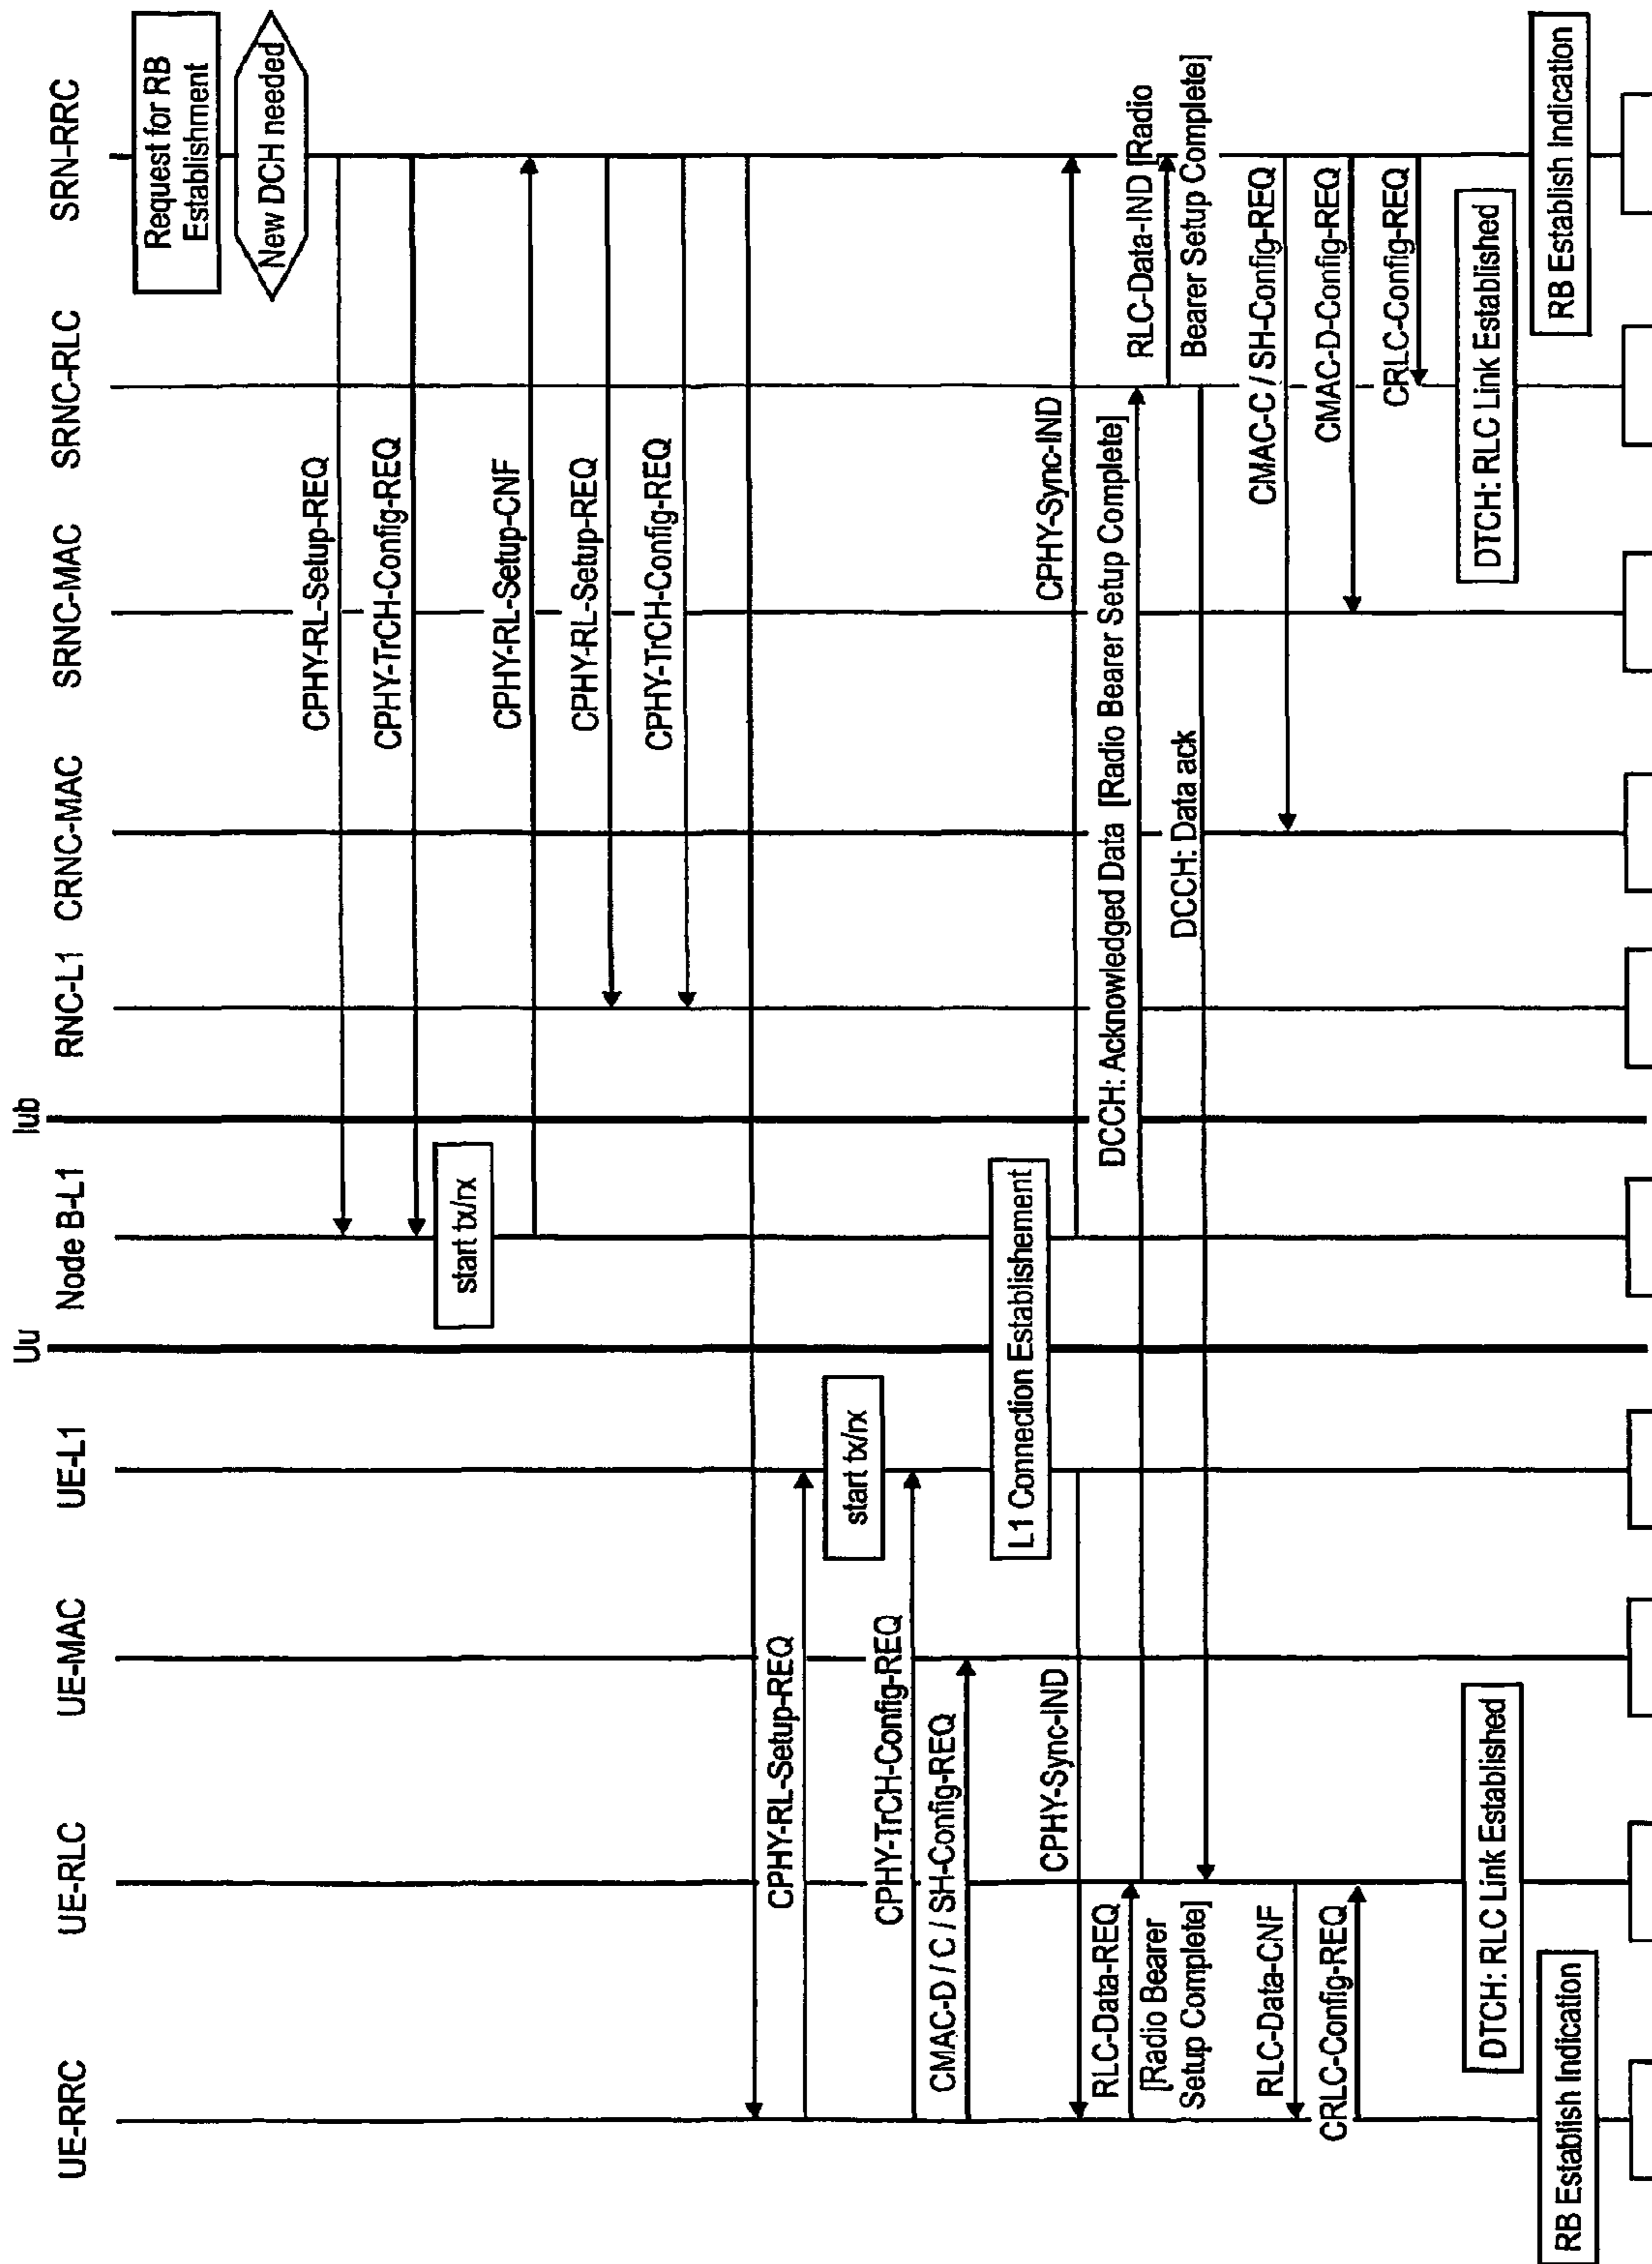 Uu
Iub
UE-RRC
UE-RLC
UE-MAC
UE-L1
Node B-L1
RNC-L1
CRNC-MAC
SRNC-MAC
SRNC-RLC
SRN-RRC
Request for RB
Establishment
New DCH needed
CPHY-RL-Setup-REQ
CPHY-TrCH-Config-REQ
start tx/rx
CPHY-RL-Setup-CNF
CPHY-RL-Setup-REQ
CPHY-TrCH-Config-REQ
CPHY-RL-Setup-REQ
start tx/rx
CPHY-TrCH-Config-REQ
CMAC-D / C / SH-Config-REQ
L1 Connection Establishement
CPHY-Sync-IND
CPHY-Sync-IND
RLC-Data-REQ
[Radio Bearer
Setup Complete]
DCCH: Acknowledged Data [Radio Bearer Setup Complete]
RLC-Data-IND [Radio
Bearer Setup Complete]
DCCH: Data ack
RLC-Data-CNF
CMAC-C / SH-Config-REQ
CRLC-Config-REQ
CMAC-D-Config-REQ
CRLC-Config-REQ
DTCH: RLC Link Established
DTCH: RLC Link Established
RB Establish Indication
RB Establish Indication